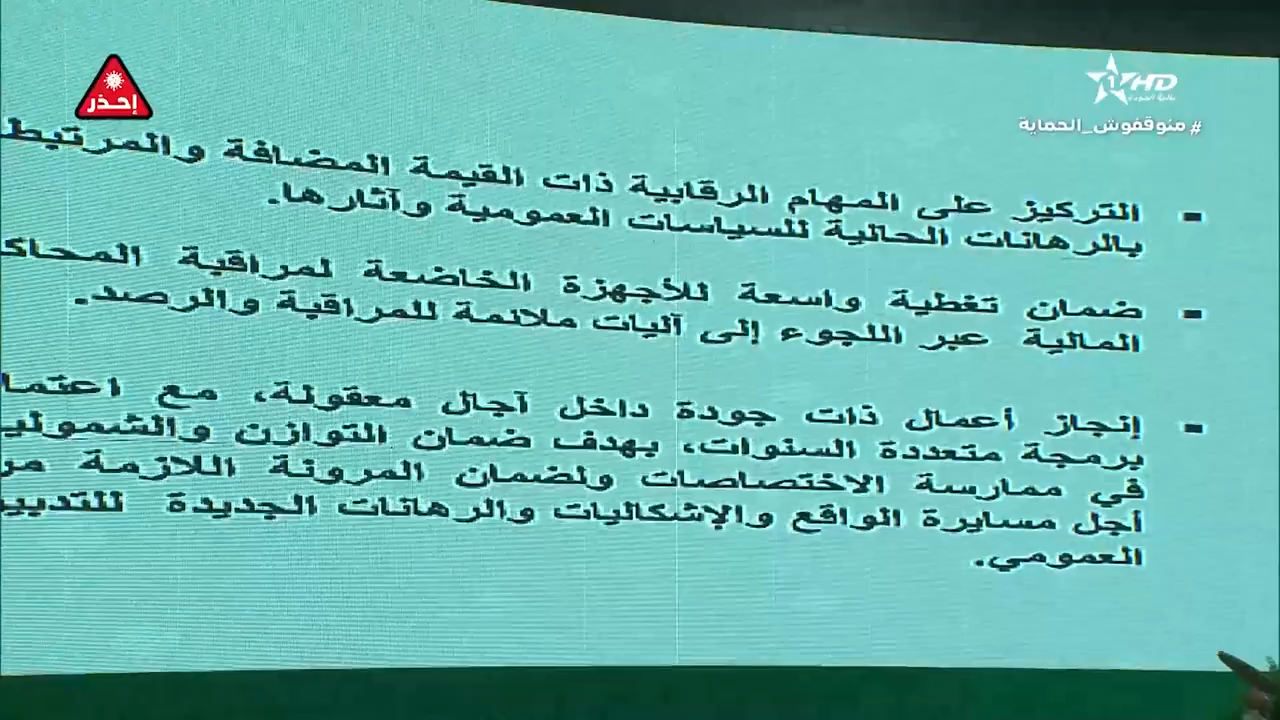 إحذر
1 HD
#منوقفوش_الحماية
▪ التركيز على المهام الرقابية ذات القيمة المضافة والمرتبط
بالرهانات الحالية للسياسات العمومية وآثارها.
▪ ضمان تغطية واسعة للأجهزة الخاضعة لمراقبة المحاك
المالية عبر اللجوء إلى آليات ملائمة للمراقبة والرصد.
▪ إنجاز أعمال ذات جودة داخل آجال معقولة، مع اعتما
برمجة متعددة السنوات، بهدف ضمان التوازن والشمولي
في ممارسة الاختصاصات ولضمان المرونة اللازمة مر
أجل مسايرة الواقع والإشكاليات والرهانات الجديدة للتدبير
العمومي.